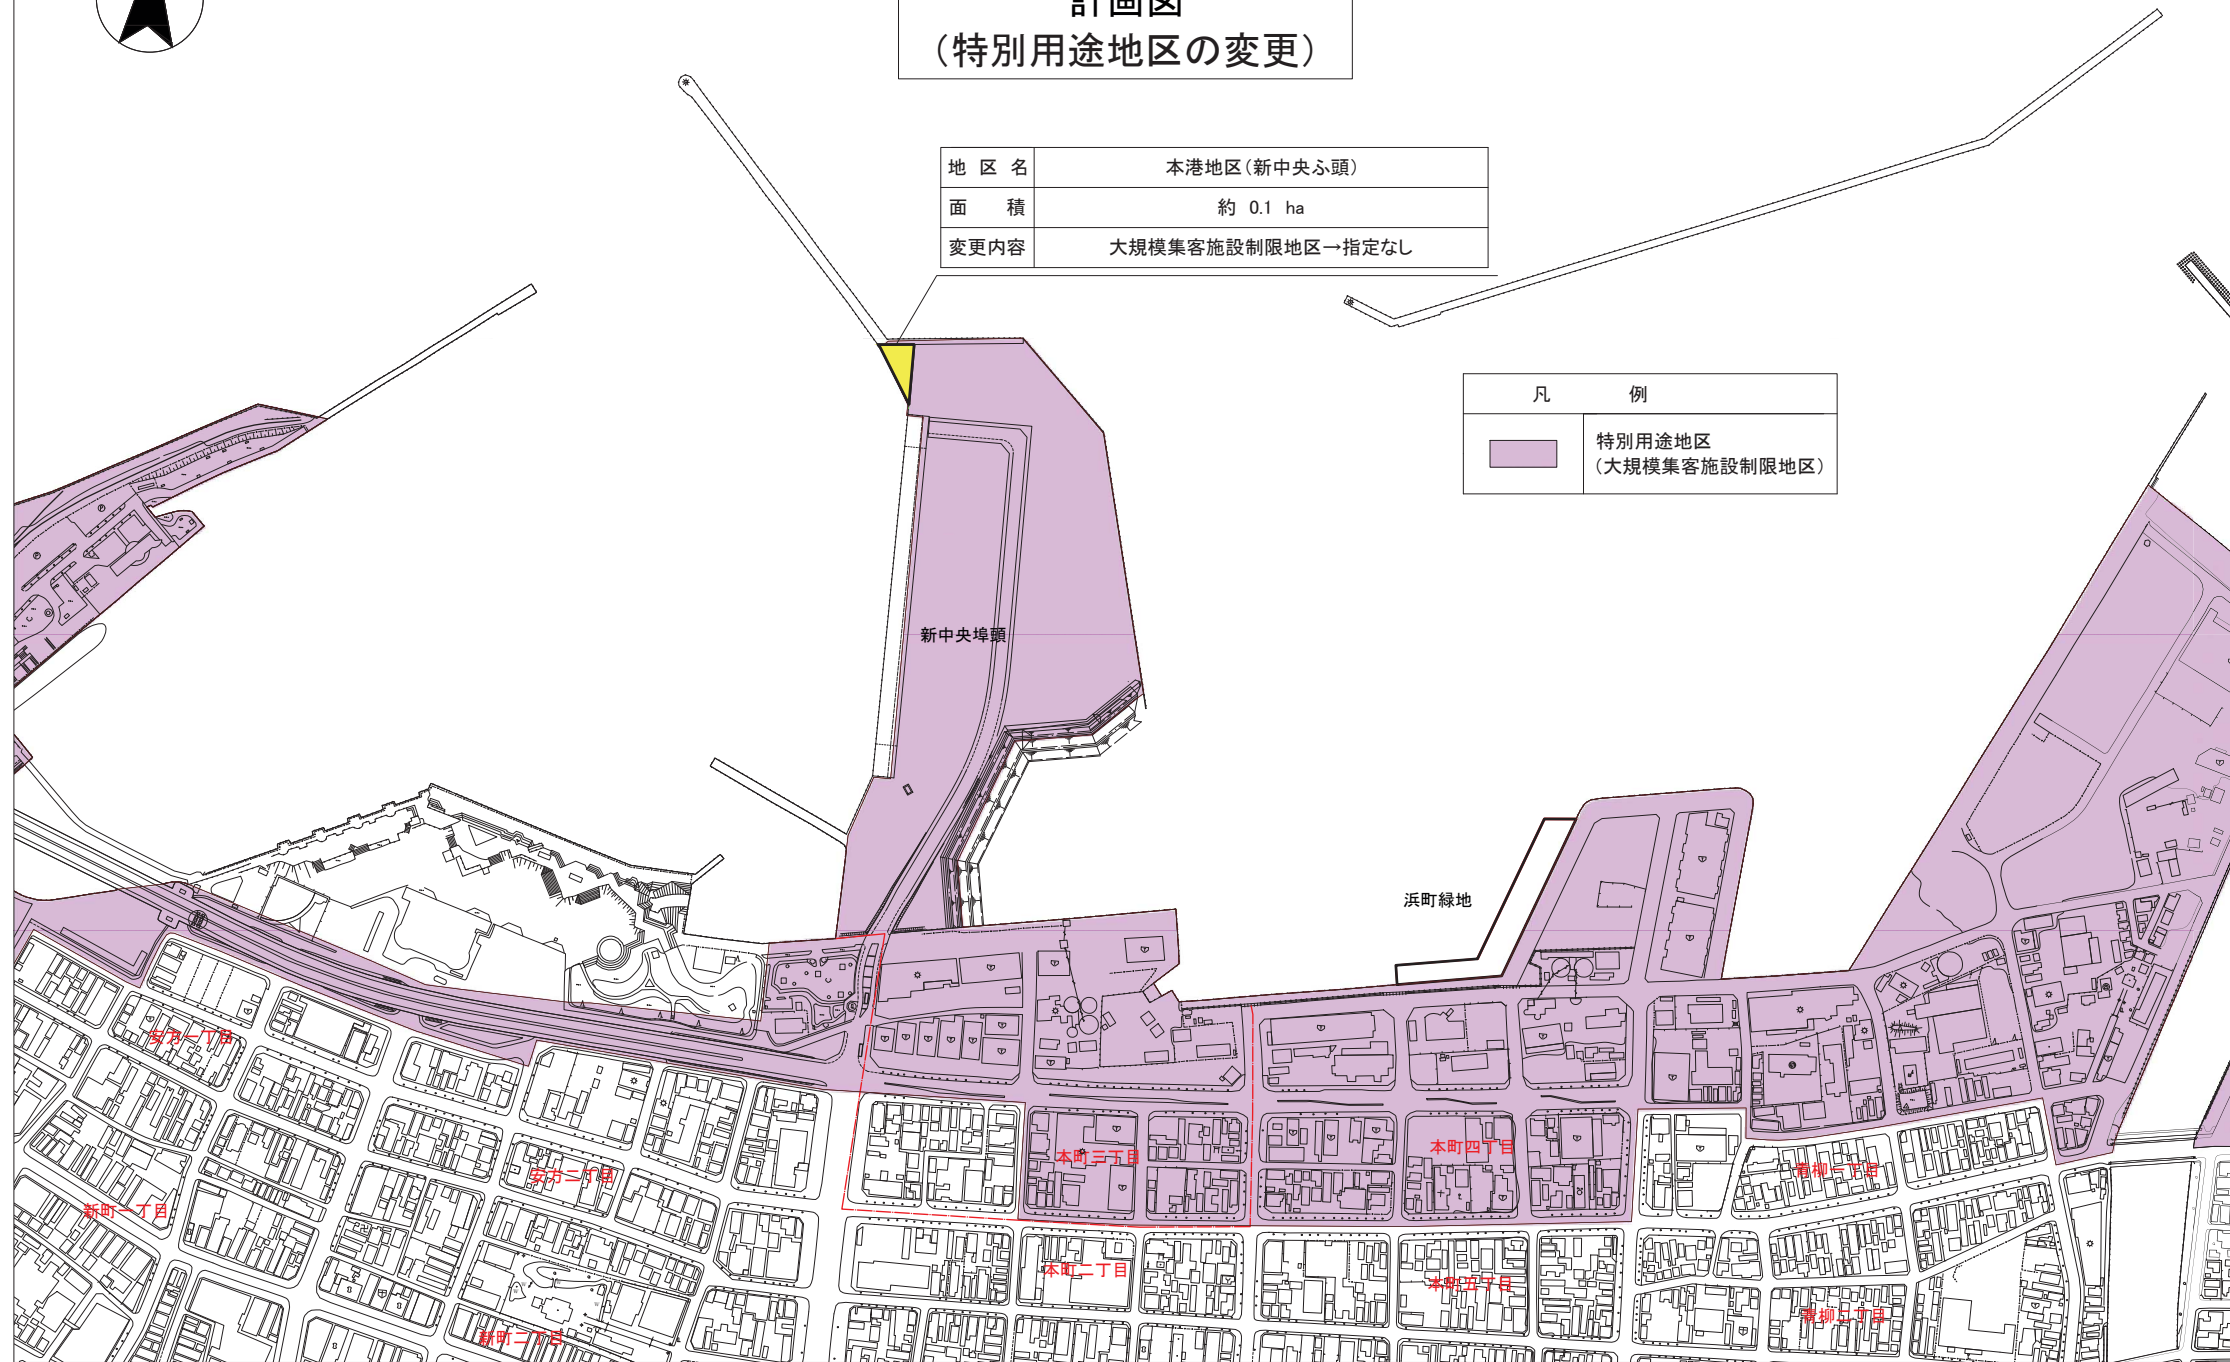 計画図
（特別用途地区の変更）
地 区 名 本港地区（新中央ふ頭）
面 積 約 0.1 ha
変更内容 大規模集客施設制限地区→指定なし
凡 例
特別用途地区
（大規模集客施設制限地区）
新中央埠頭
浜町緑地
安方一丁目
本町三丁目
本町四丁目
青柳一丁目
安方二丁目
新町一丁目
本町二丁目
本町五丁目
青柳二丁目
新町二丁目